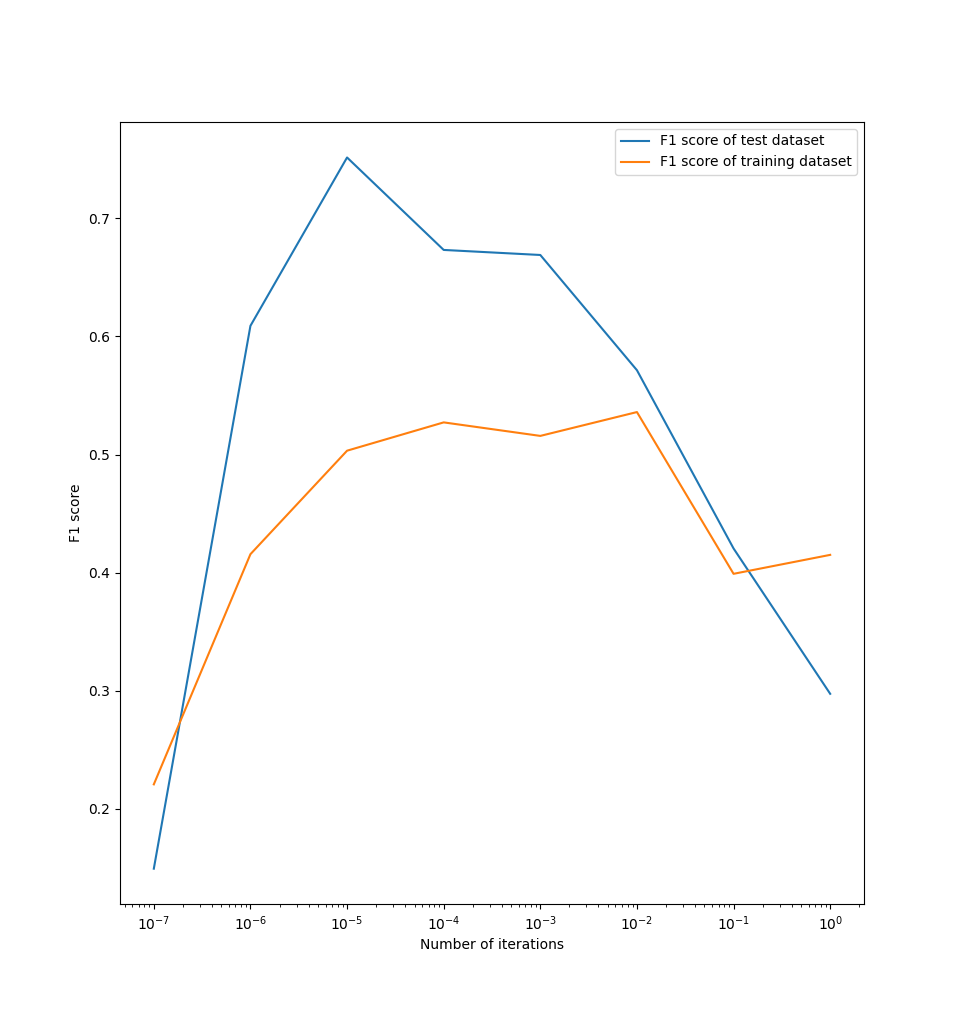 F1 score of test dataset
F1 score of training dataset
0.7
0.6
0.5
0.4
0.3
0.2
F1 score
10⁻⁷ 10⁻⁶ 10⁻⁵ 10⁻⁴ 10⁻³ 10⁻² 10⁻¹ 10⁰
Number of iterations